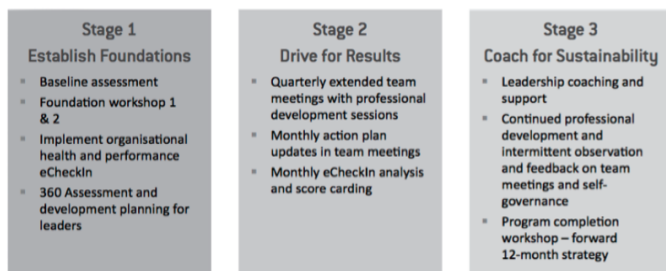 Stage 1
Establish Foundations
▪ Baseline assessment
▪ Foundation workshop 1
& 2
▪ Implement organisational
health and performance
eCheckIn
▪ 360 Assessment and
development planning for
leaders
Stage 2
Drive for Results
▪ Quarterly extended team
meetings with professional
development sessions
▪ Monthly action plan
updates in team meetings
▪ Monthly eCheckIn analysis
and score carding
Stage 3
Coach for Sustainability
▪ Leadership coaching and
support
▪ Continued professional
development and
intermittent observation
and feedback on team
meetings and self-
governance
▪ Program completion
workshop – forward
12-month strategy